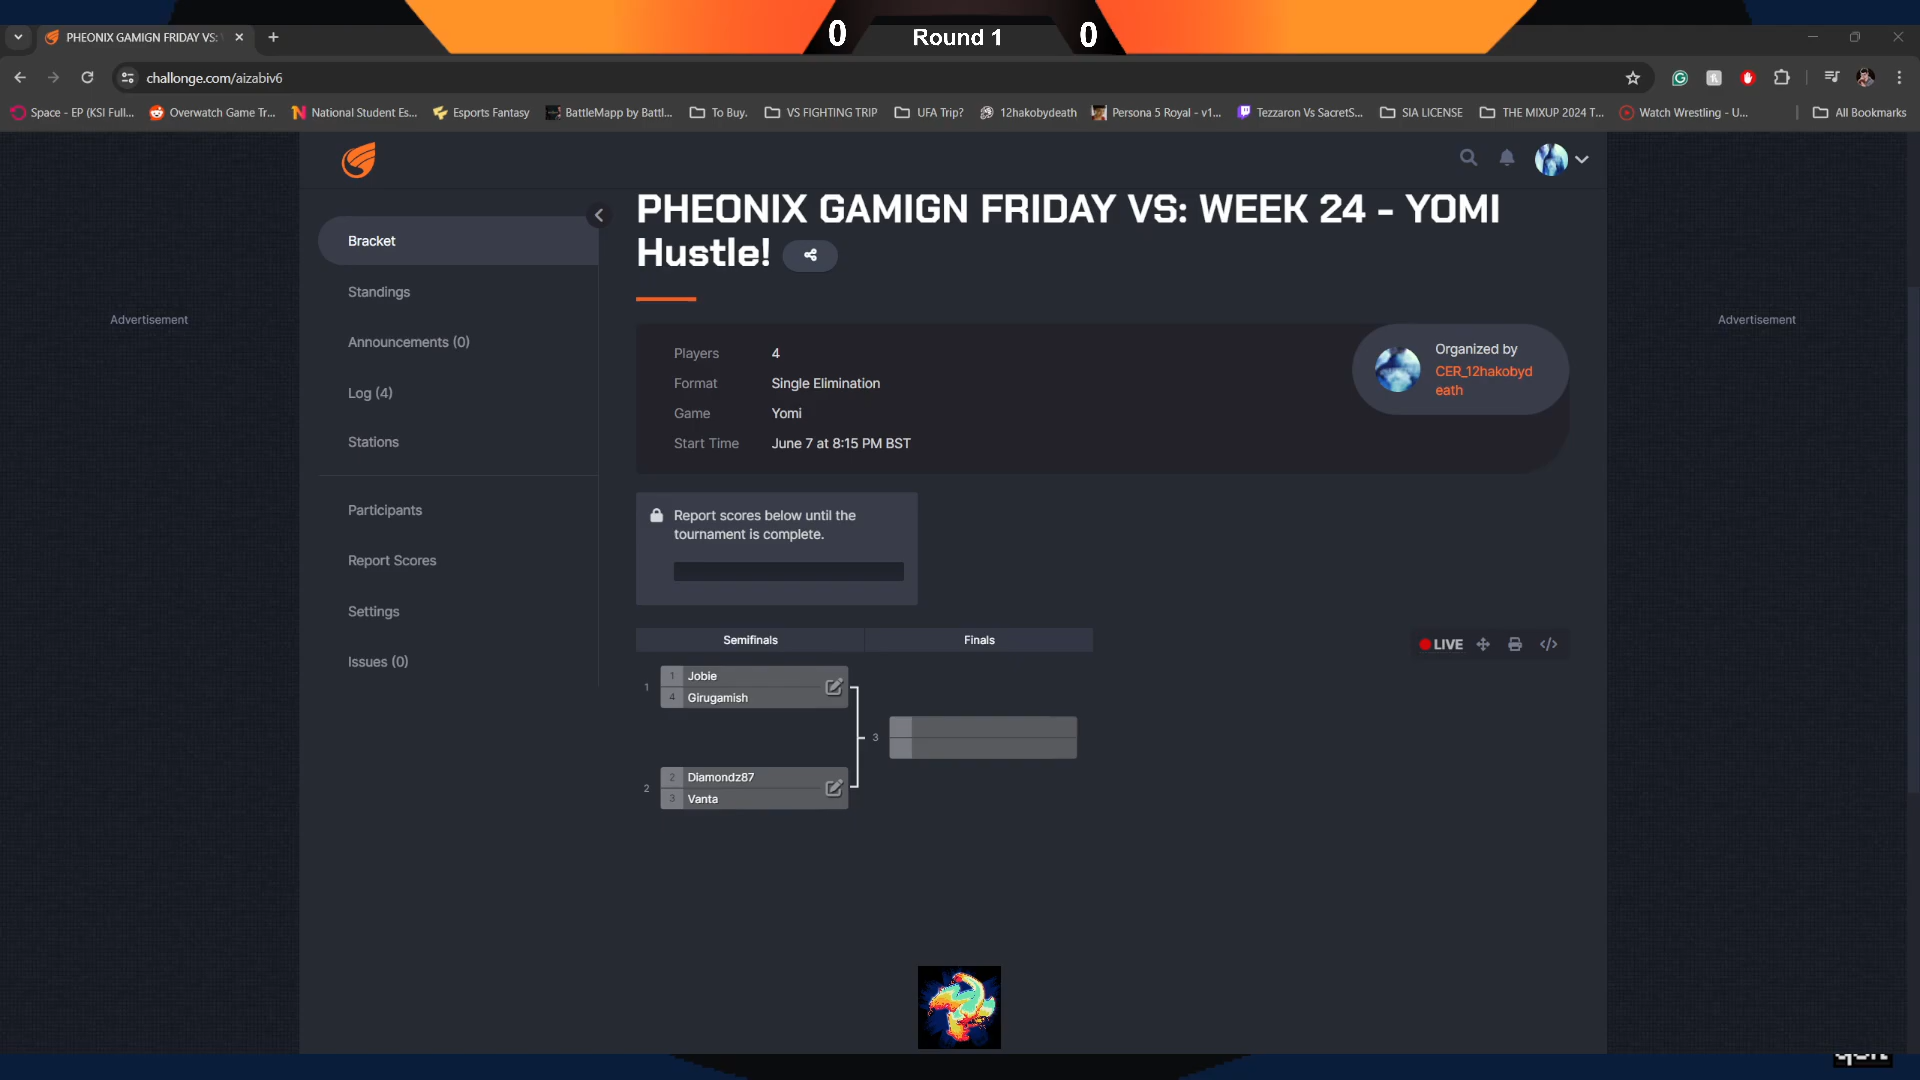 0
Round 1
0
PHEONIX GAMIGN FRIDAY VS:
challonge.com/aizabiv6
Space - EP (KSI Full...
Overwatch Game Tr...
National Student Es...
Esports Fantasy
BattleMapp by Battl...
To Buy.
VS FIGHTING TRIP
UFA Trip?
12hakobydeath
Persona 5 Royal - v1...
Tezzaron Vs SacretS...
SIA LICENSE
THE MIXUP 2024 T...
Watch Wrestling - U...
All Bookmarks
Bracket
Standings
Announcements (0)
Log (4)
Stations
Participants
Report Scores
Settings
Issues (0)
Advertisement
PHEONIX GAMIGN FRIDAY VS: WEEK 24 - YOMI
Hustle!
Players 4
Format Single Elimination
Game Yomi
Start Time June 7 at 8:15 PM BST
Organized by
CER_12hakobyd
eath
Advertisement
Report scores below until the
tournament is complete.
Semifinals
Finals
LIVE
1
1 Jobie
4 Girugamish
3
2
2 Diamondz87
3 Vanta